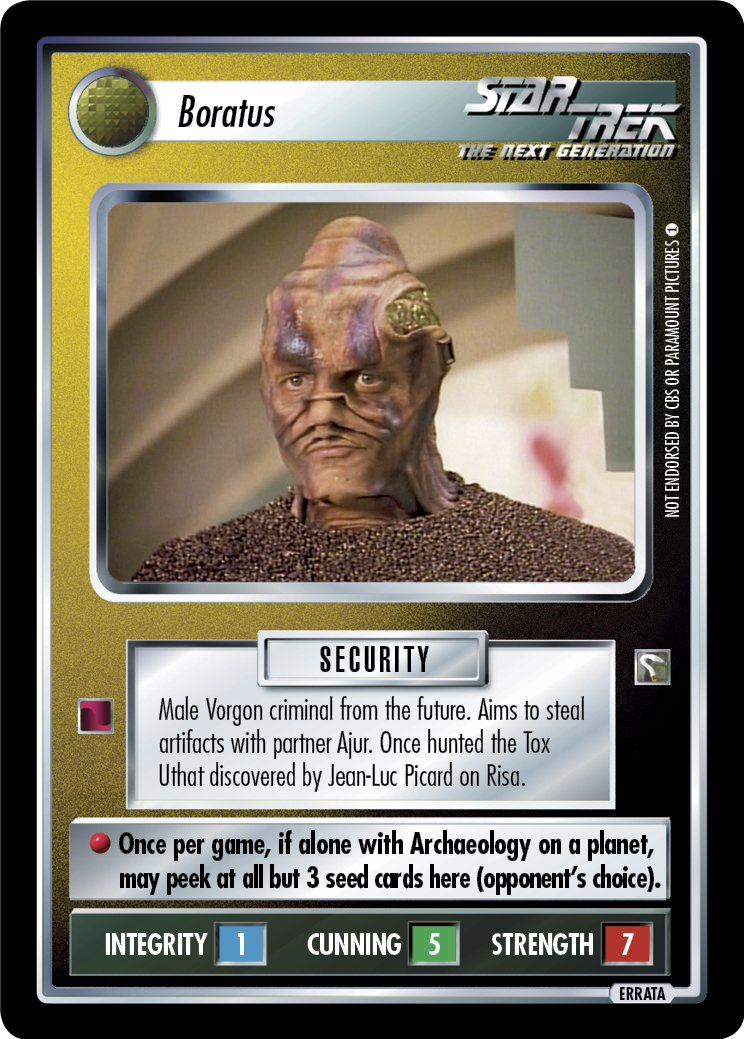 Boratus
STAR TREK
THE NEXT GENERATION
NOT ENDORSED BY CBS OR PARAMOUNT PICTURES 1
SECURITY
Male Vorgon criminal from the future. Aims to steal
artifacts with partner Ajur. Once hunted the Tox
Uthat discovered by Jean-Luc Picard on Risa.
Once per game, if alone with Archaeology on a planet,
may peek at all but 3 seed cards here (opponent's choice).
INTEGRITY 1 CUNNING 5 STRENGTH 7
ERRATA